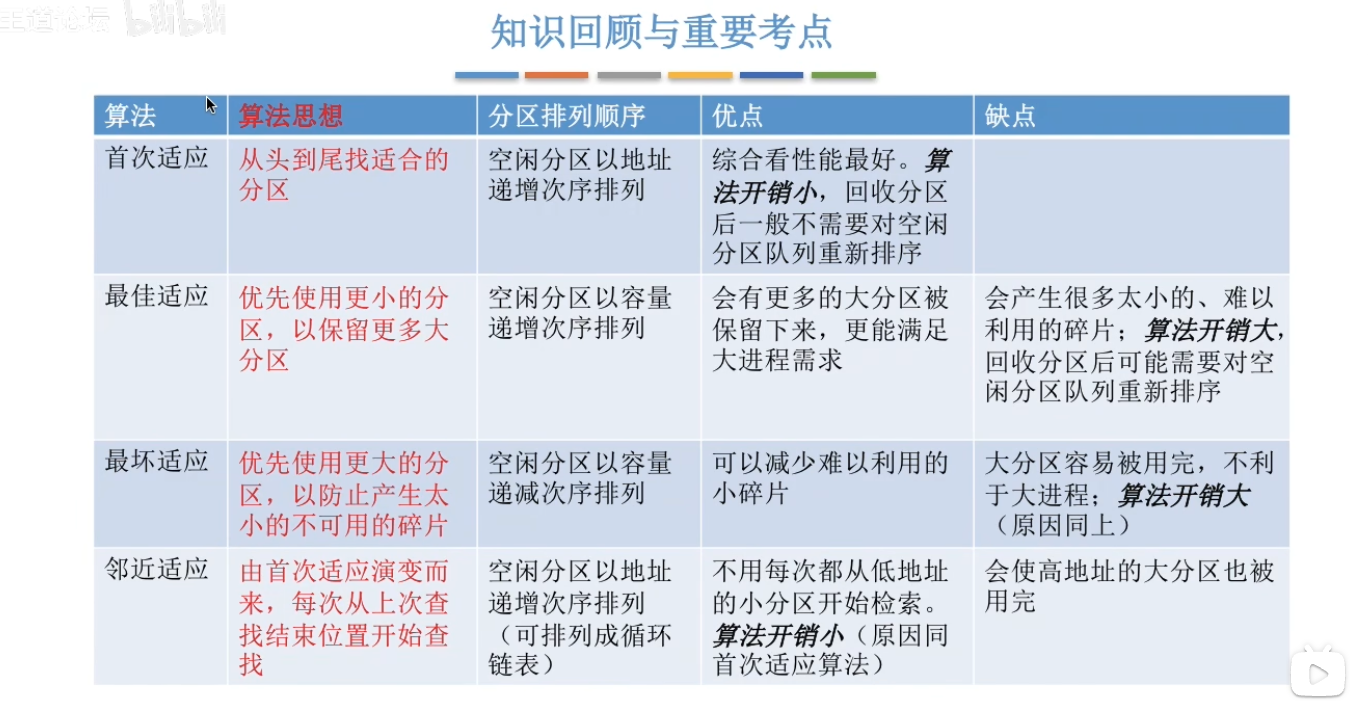 王道论坛 bilibili
知识回顾与重要考点
算法
算法思想
分区排列顺序
优点
缺点
首次适应
从头到尾找适合的
分区
空闲分区以地址
递增次序排列
综合看性能最好。算
法开销小，回收分区
后一般不需要对空闲
分区队列重新排序
最佳适应
优先使用更小的分
区，以保留更多大
分区
空闲分区以容量
递增次序排列
会有更多的大分区被
保留下来，更能满足
大进程需求
会产生很多太小的、难以
利用的碎片；算法开销大，
回收分区后可能需要对空
闲分区队列重新排序
最坏适应
优先使用更大的分
区，以防止产生太
小的不可用的碎片
空闲分区以容量
递减次序排列
可以减少难以利用的
小碎片
大分区容易被用完，不利
于大进程；算法开销大
（原因同上）
邻近适应
由首次适应演变而
来，每次从上次查
找结束位置开始查
找
空闲分区以地址
递增次序排列
（可排列成循环
链表）
不用每次都从低地址
的小分区开始检索。
算法开销小（原因同
首次适应算法）
会使高地址的大分区也被
用完